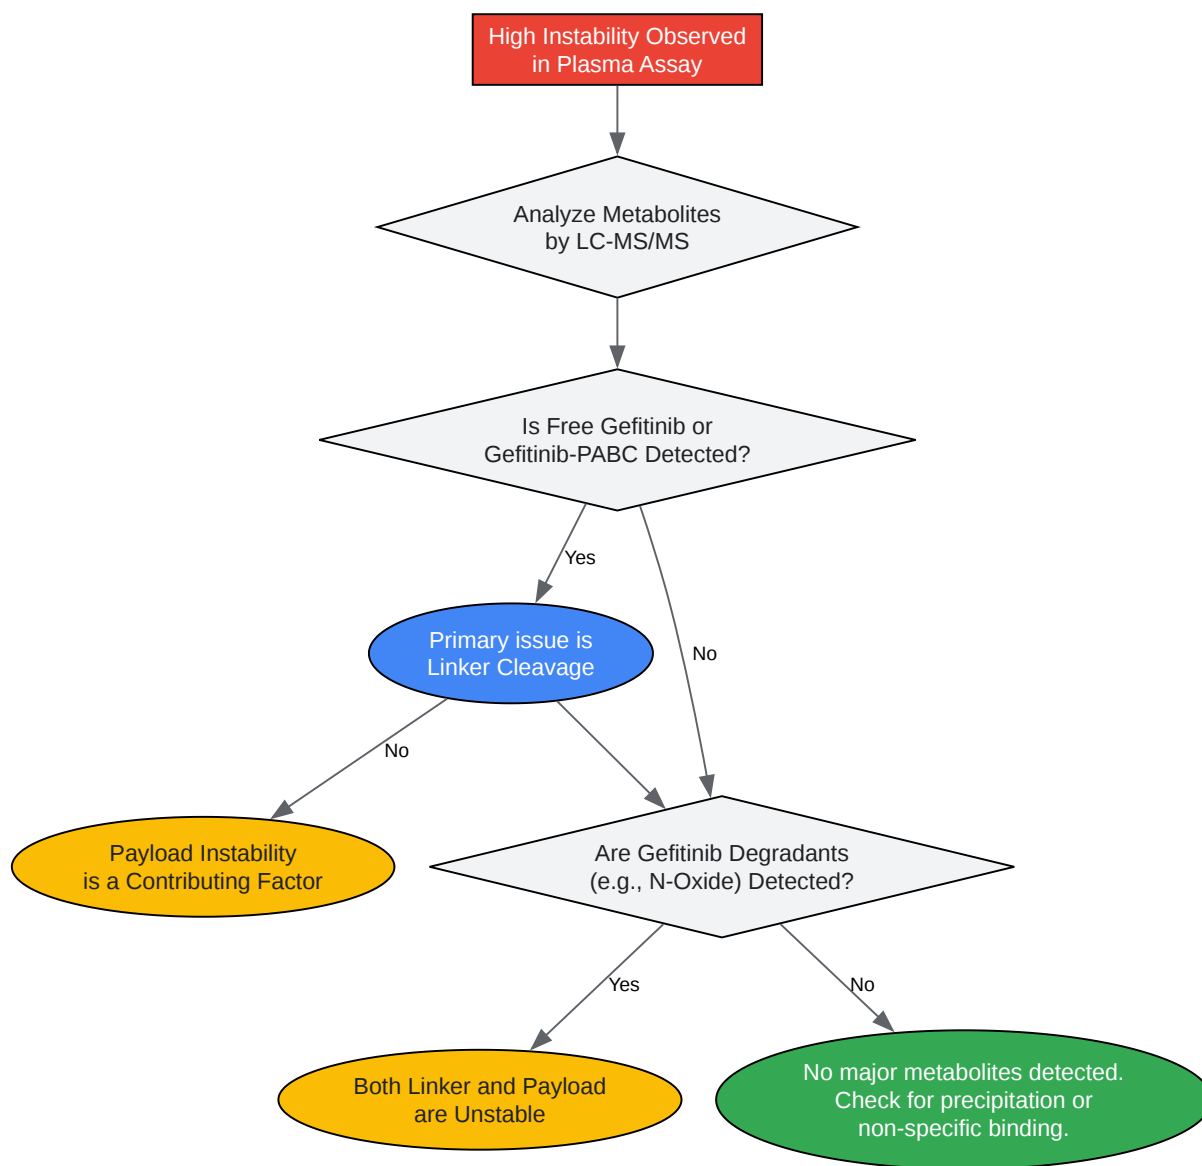 High Instability Observed
in Plasma Assay
Analyze Metabolites
by LC-MS/MS
Is Free Gefitinib or
Gefitinib-PABC Detected?
Yes
No
Primary issue is
Linker Cleavage
No
Payload Instability
is a Contributing Factor
Are Gefitinib Degradants
(e.g., N-Oxide) Detected?
Yes
No
Both Linker and Payload
are Unstable
No major metabolites detected.
Check for precipitation or
non-specific binding.